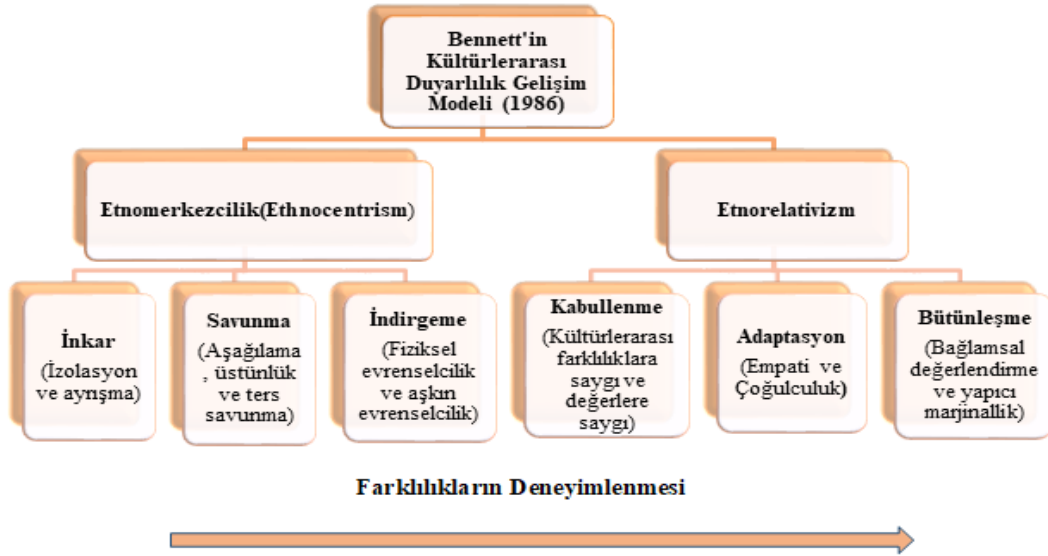 Bennett'in
Kültürlerarası
Duyarlılık Gelişim
Modeli (1986)
Etnomerkezcilik(Ethnocentrism)
Etnorelativizm
İnkar
(İzolasyon
ve ayrışma)
Savunma
(Aşağılama
, üstünlük
ve ters
savunma)
İndirgeme
(Fiziksel
evrenselcilik
ve aşkın
evrenselcilik)
Kabullenme
(Kültürlerarası
farklılıklara
saygı ve
değerlere
saygı)
Adaptasyon
(Empati ve
Çoğulculuk)
Bütünleşme
(Bağlamsal
değerlendirme
ve yapıcı
marjinallik)
Farklılıkların Deneyimlenmesi